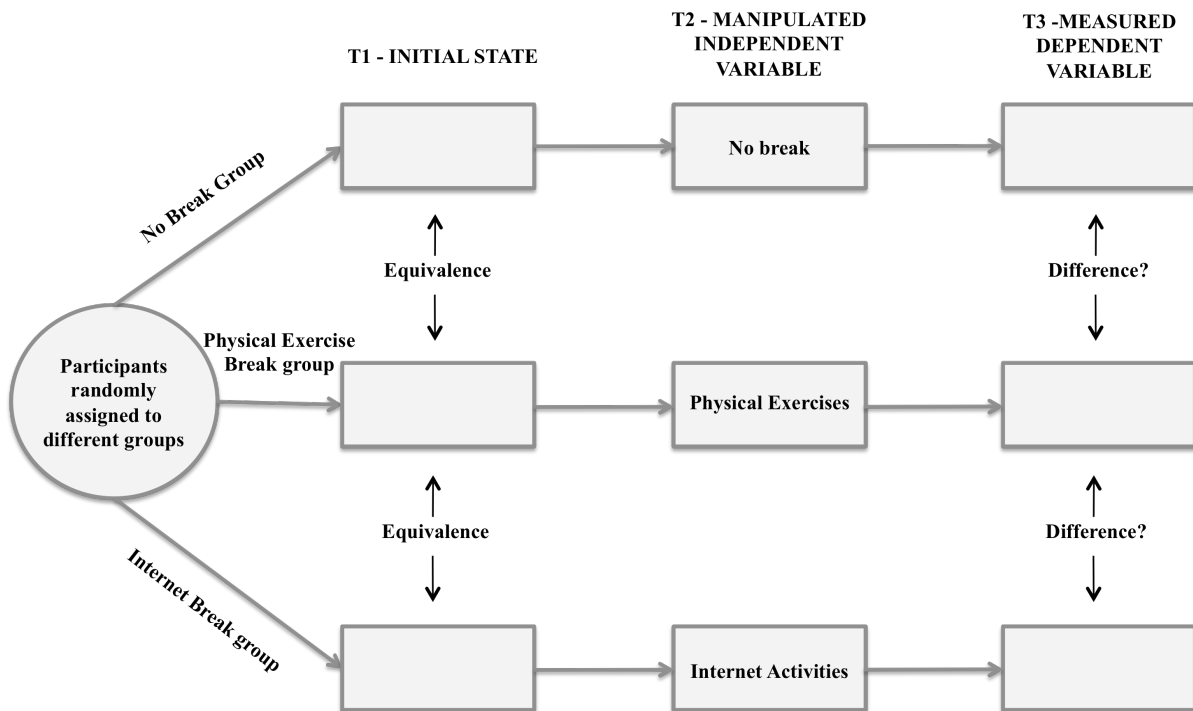 T1 - INITIAL STATE
T2 - MANIPULATED
INDEPENDENT
VARIABLE
T3 -MEASURED
DEPENDENT
VARIABLE
No Break Group
No break
Equivalence
Difference?
Participants
randomly
assigned to
different groups
Physical Exercise
Break group
Physical Exercises
Equivalence
Difference?
Internet Break group
Internet Activities